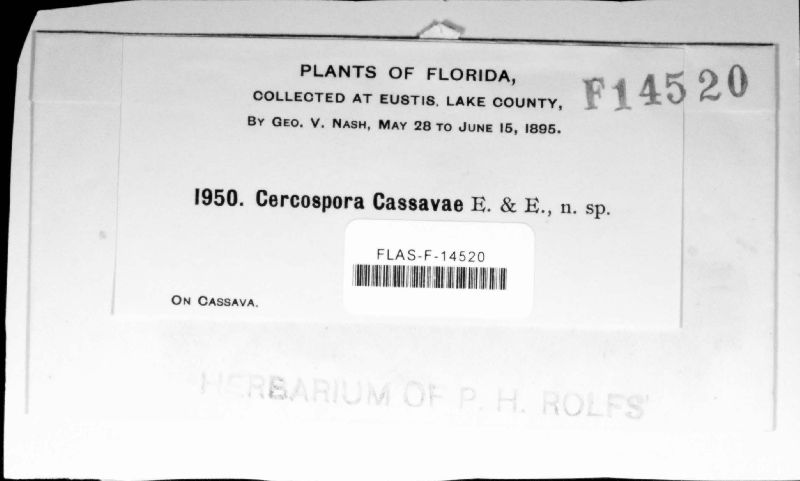 PLANTS OF FLORIDA,
COLLECTED AT EUSTIS, LAKE COUNTY,
BY GEO. V. NASH, MAY 28 TO JUNE 15, 1895.
F14520
1950. Cercospora Cassavae E. & E., n. sp.
FLAS-F-14520
ON CASSAVA.
HERBARIUM OF P. H. ROLFS